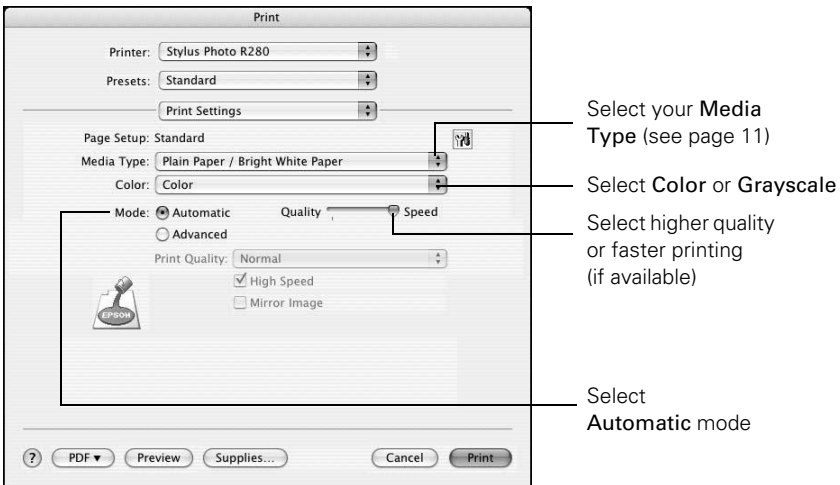 Print
Printer: Stylus Photo R280
Presets: Standard
Print Settings
Page Setup: Standard
Media Type: Plain Paper / Bright White Paper
Color: Color
Mode: Automatic Quality Speed
Advanced
Print Quality: Normal
High Speed
Mirror Image
EPSON
? PDF Preview Supplies... Cancel Print
Select your Media
Type (see page 11)
Select Color or Grayscale
Select higher quality
or faster printing
(if available)
Select
Automatic mode